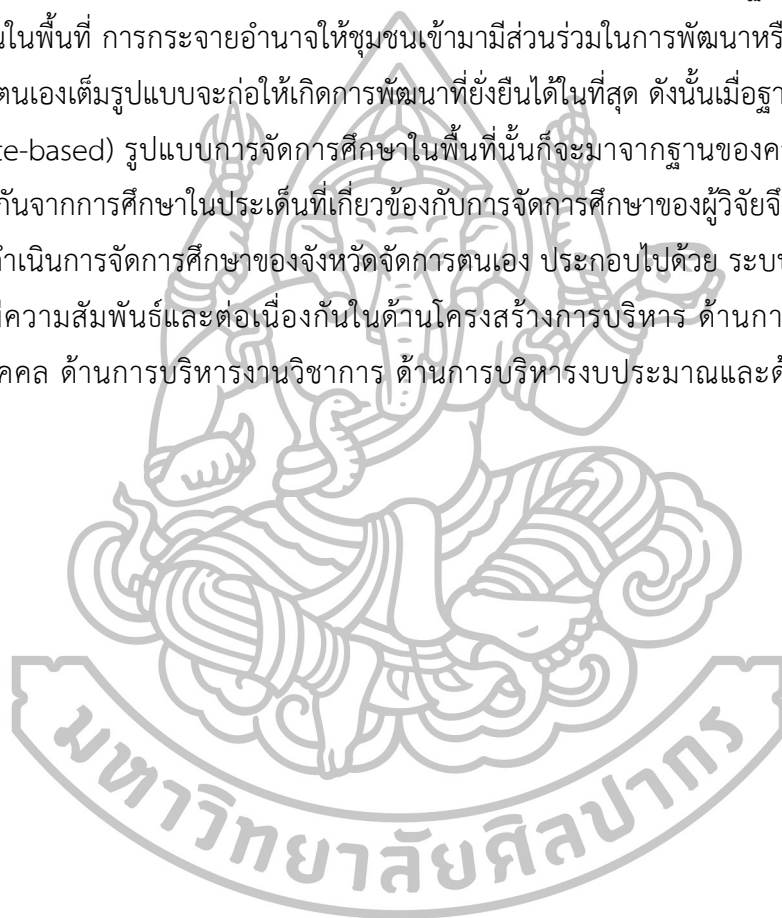 นในพื้นที่ การกระจายอำนาจให้ชุมชนเข้ามามีส่วนร่วมในการพัฒนาหรื
ตนเองเต็มรูปแบบจะก่อให้เกิดการพัฒนาที่ยั่งยืนได้ในที่สุด ดังนั้นเมื่อฐา
te-based) รูปแบบการจัดการศึกษาในพื้นที่นั้นก็จะมาจากฐานของค
กันจากการศึกษาในประเด็นที่เกี่ยวข้องกับการจัดการศึกษาของผู้วิจัยจึ
ำเนินการจัดการศึกษาของจังหวัดจัดการตนเอง ประกอบไปด้วย ระบบ
ีความสัมพันธ์และต่อเนื่องกันในด้านโครงสร้างการบริหาร ด้านกา
คคล ด้านการบริหารงานวิชาการ ด้านการบริหารงบประมาณและด้
มหาวิทยาลัยศิลปากร